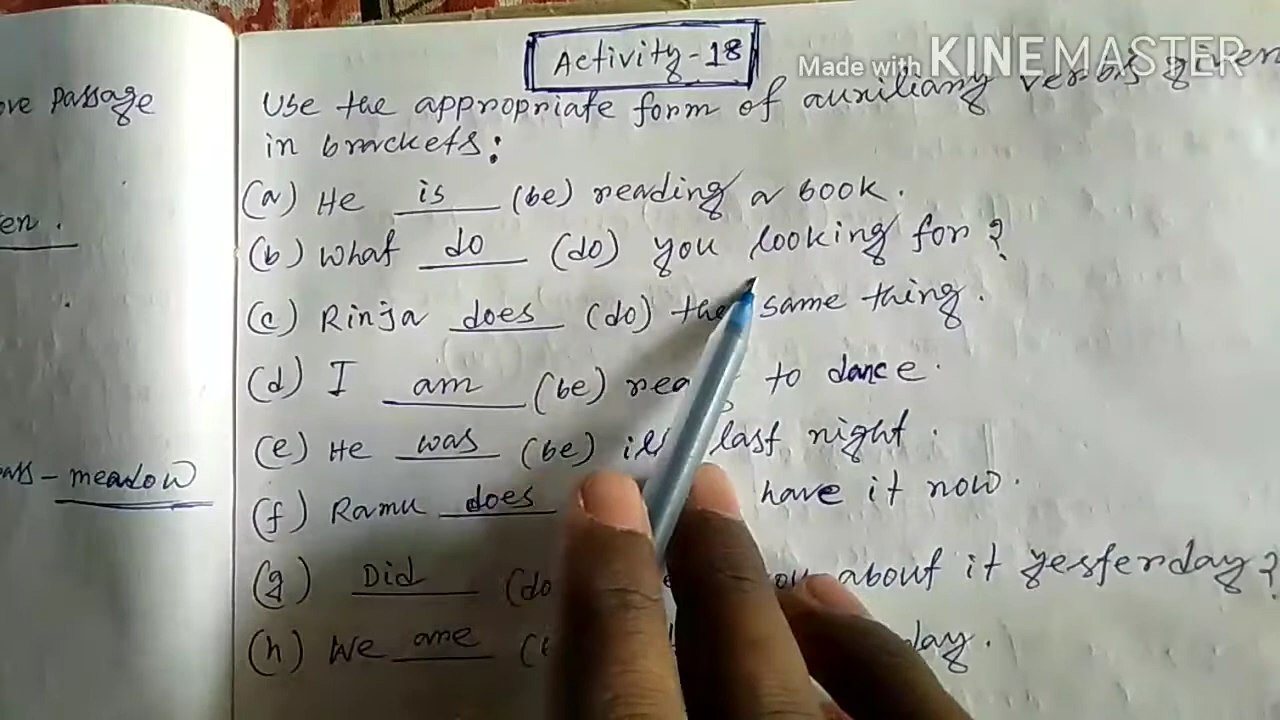 Made with KINEMASTER
ove passage
en.
ass - meadow
Activity-18
Use the appropriate form of auxiliary verbs given
in brackets:
(a) He is (be) reading a book.
(b) What do (do) you looking for?
(c) Rinja does (do) the same thing.
(d) I am (be) to dance.
(e) He was (be) ill last night.
(f) Ramu does have it now.
(g) Did (do about it yesterday?
(h) We are (b day.